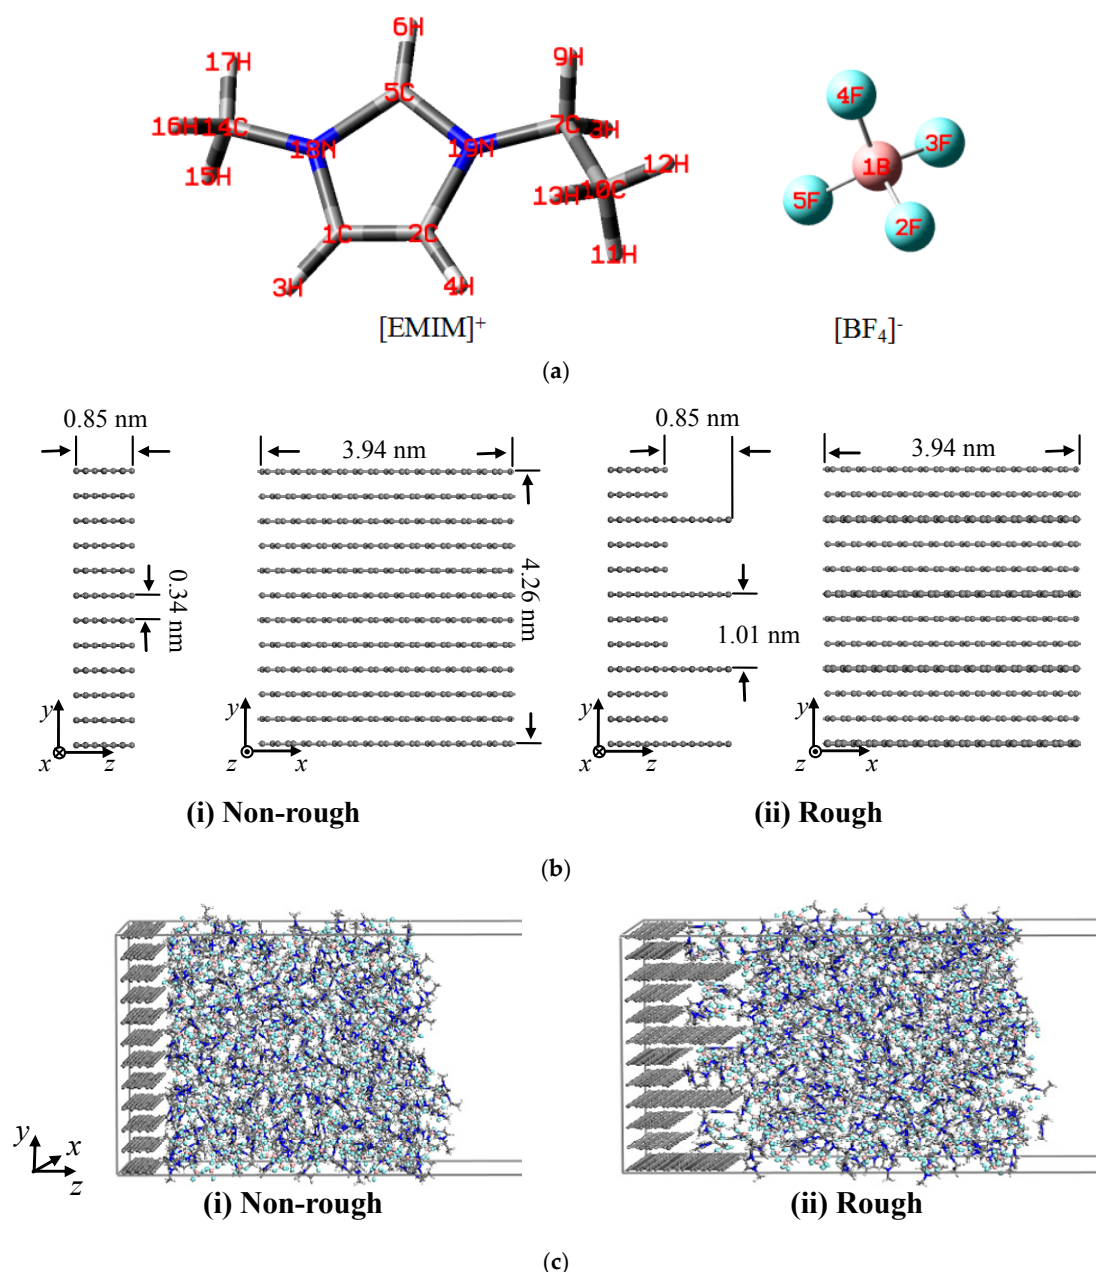 6H
17H
9H
5C
4F
16H
14C
7C
8H
3F
18N
19N
1B
12H
15H
13H
10C
5F
1C
2C
2F
11H
3H
4H
[EMIM]+
[BF4]-
(a)
0.85 nm
3.94 nm
0.34 nm
4.26 nm
y
x
z
y
z
x
0.85 nm
3.94 nm
1.01 nm
y
x
z
y
z
x
(i) Non-rough
(ii) Rough
(b)
y
x
z
(i) Non-rough
(ii) Rough
(c)